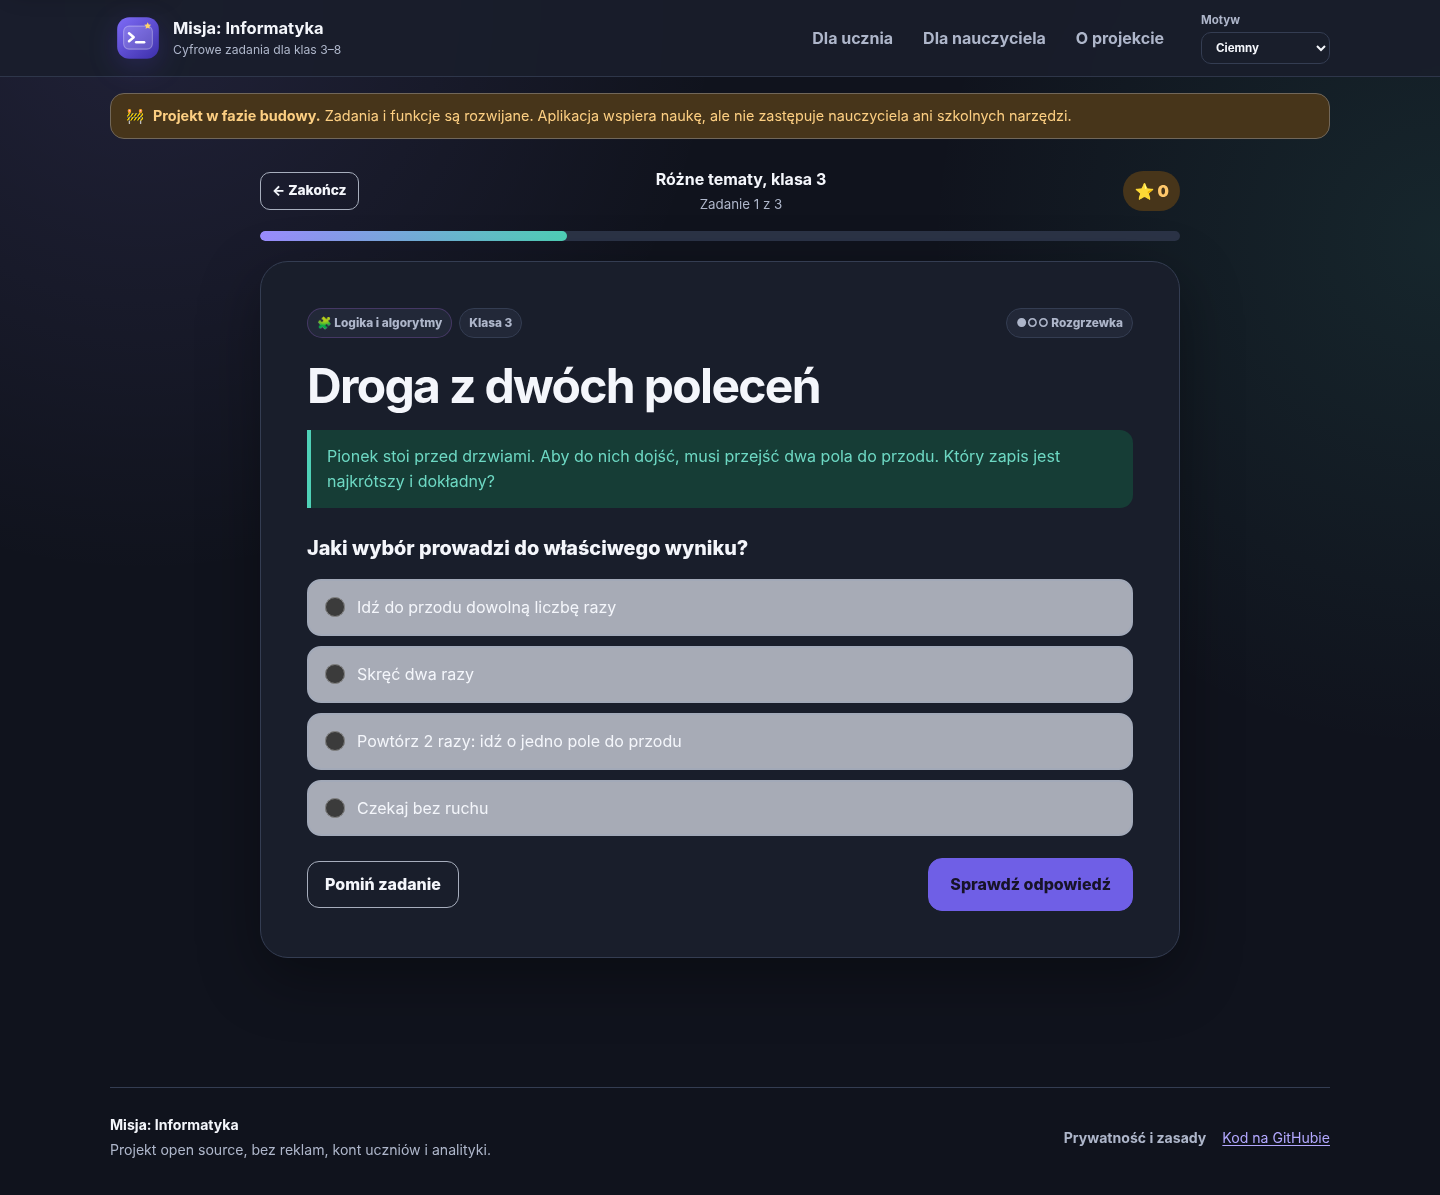 Misja: Informatyka
Cyfrowe zadania dla klas 3–8
Dla ucznia
Dla nauczyciela
O projekcie
Motyw
Ciemny
🚧 Projekt w fazie budowy. Zadania i funkcje są rozwijane. Aplikacja wspiera naukę, ale nie zastępuje nauczyciela ani szkolnych narzędzi.
← Zakończ
Różne tematy, klasa 3
Zadanie 1 z 3
⭐ 0
🧩 Logika i algorytmy
Klasa 3
●○○ Rozgrzewka
Droga z dwóch poleceń
Pionek stoi przed drzwiami. Aby do nich dojść, musi przejść dwa pola do przodu. Który zapis jest
najkrótszy i dokładny?
Jaki wybór prowadzi do właściwego wyniku?
Idź do przodu dowolną liczbę razy
Skręć dwa razy
Powtórz 2 razy: idź o jedno pole do przodu
Czekaj bez ruchu
Pomiń zadanie
Sprawdź odpowiedź
Misja: Informatyka
Projekt open source, bez reklam, kont uczniów i analityki.
Prywatność i zasady
Kod na GitHubie